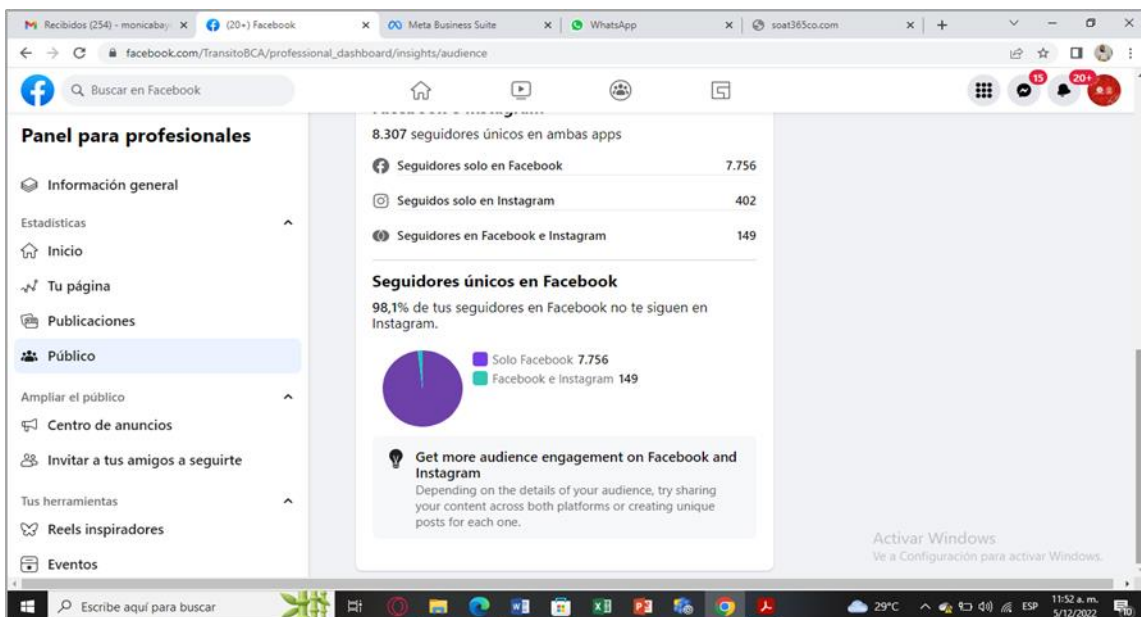 Recibidos (254) - monicabay
(20+) Facebook
Meta Business Suite
WhatsApp
soat365co.com
facebook.com/TransitoBCA/professional_dashboard/insights/audience
Buscar en Facebook
15
20+
Panel para profesionales
Información general
Estadísticas
Inicio
Tu página
Publicaciones
Público
Ampliar el público
Centro de anuncios
Invitar a tus amigos a seguirte
Tus herramientas
Reels inspiradores
Eventos
8.307 seguidores únicos en ambas apps
Seguidores solo en Facebook 7.756
Seguidos solo en Instagram 402
Seguidores en Facebook e Instagram 149
Seguidores únicos en Facebook
98,1% de tus seguidores en Facebook no te siguen en
Instagram.
Solo Facebook 7.756
Facebook e Instagram 149
Get more audience engagement on Facebook and
Instagram
Depending on the details of your audience, try sharing
your content across both platforms or creating unique
posts for each one.
Activar Windows
Ve a Configuración para activar Windows.
Escribe aquí para buscar
29°C
ESP
11:52 a. m.
5/12/2022